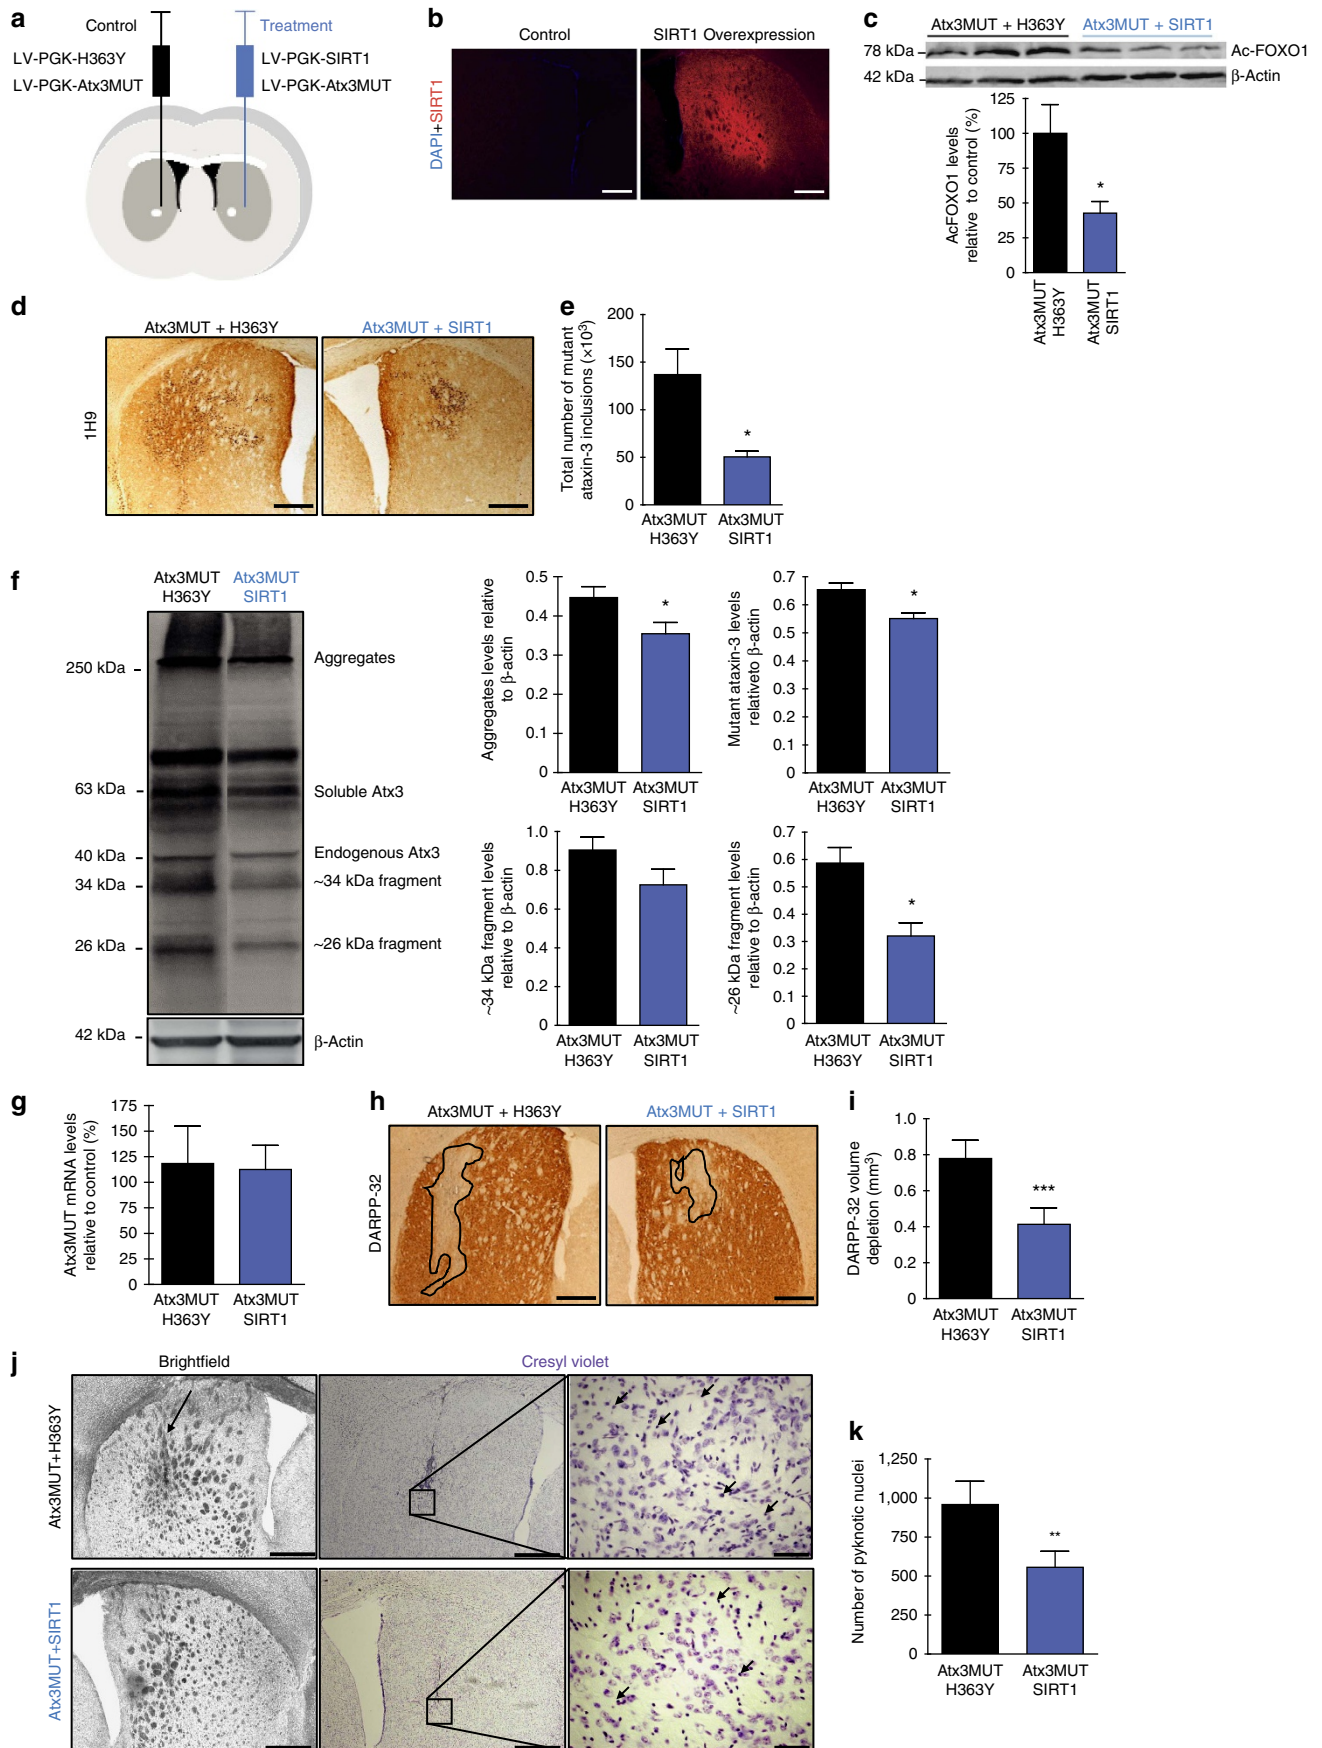 a
Control
Treatment
LV-PGK-H363Y
LV-PGK-SIRT1
LV-PGK-Atx3MUT
LV-PGK-Atx3MUT
b
Control
SIRT1 Overexpression
DAPI+SIRT1
c
Atx3MUT + H363Y
Atx3MUT + SIRT1
78 kDa
Ac-FOXO1
42 kDa
β-Actin
AcFOXO1 levels
relative to control (%)
125
100
75
50
25
0
*
Atx3MUT
H363Y
Atx3MUT
SIRT1
d
Atx3MUT + H363Y
Atx3MUT + SIRT1
1H9
e
Total number of mutant
ataxin-3 inclusions (×10³)
200
150
100
50
0
*
Atx3MUT
H363Y
Atx3MUT
SIRT1
f
Atx3MUT
H363Y
Atx3MUT
SIRT1
250 kDa
Aggregates
63 kDa
Soluble Atx3
40 kDa
Endogenous Atx3
34 kDa
~34 kDa fragment
26 kDa
~26 kDa fragment
42 kDa
β-Actin
Aggregates levels relative
to β-actin
0.5
0.4
0.3
0.2
0.1
0
*
Atx3MUT
H363Y
Atx3MUT
SIRT1
Mutant ataxin-3 levels
relativeto β-actin
0.7
0.6
0.5
0.4
0.3
0.2
0.1
0
*
Atx3MUT
H363Y
Atx3MUT
SIRT1
~34 kDa fragment levels
relative to β-actin
1.0
0.8
0.6
0.4
0.2
0
Atx3MUT
H363Y
Atx3MUT
SIRT1
~26 kDa fragment levels
relative to β-actin
0.7
0.6
0.5
0.4
0.3
0.2
0.1
0
*
Atx3MUT
H363Y
Atx3MUT
SIRT1
g
Atx3MUT mRNA levels
relative to control (%)
175
150
125
100
75
50
25
0
Atx3MUT
H363Y
Atx3MUT
SIRT1
h
Atx3MUT + H363Y
Atx3MUT + SIRT1
DARPP-32
i
DARPP-32 volume
depletion (mm³)
1.0
0.8
0.6
0.4
0.2
0
***
Atx3MUT
H363Y
Atx3MUT
SIRT1
j
Brightfield
Cresyl violet
Atx3MUT+H363Y
Atx3MUT+SIRT1
k
Number of pyknotic nuclei
1,250
1,000
750
500
250
0
**
Atx3MUT
H363Y
Atx3MUT
SIRT1